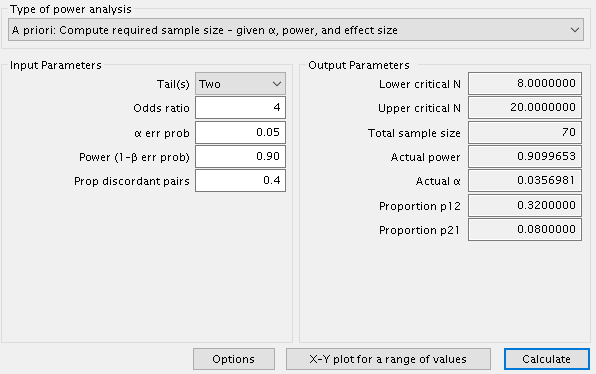 Type of power analysis
A priori: Compute required sample size – given α, power, and effect size
Input Parameters
Tail(s) Two
Odds ratio 4
α err prob 0.05
Power (1-β err prob) 0.90
Prop discordant pairs 0.4
Output Parameters
Lower critical N 8.0000000
Upper critical N 20.0000000
Total sample size 70
Actual power 0.9099653
Actual α 0.0356981
Proportion p12 0.3200000
Proportion p21 0.0800000
Options
X-Y plot for a range of values
Calculate